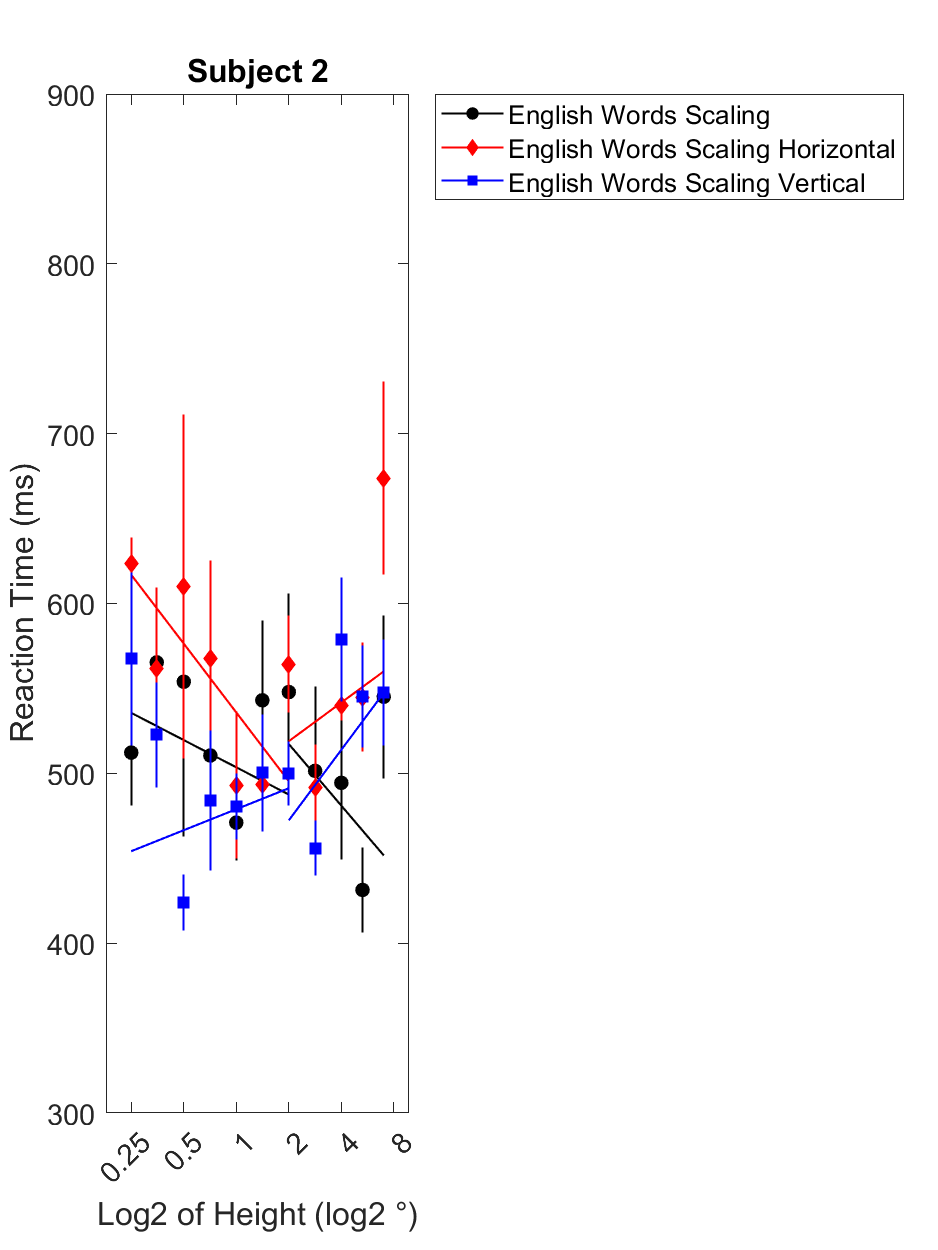 Subject 2
English Words Scaling
English Words Scaling Horizontal
English Words Scaling Vertical
900
800
700
600
500
400
300
Reaction Time (ms)
0.25 0.5 1 2 4 8
Log2 of Height (log2 °)